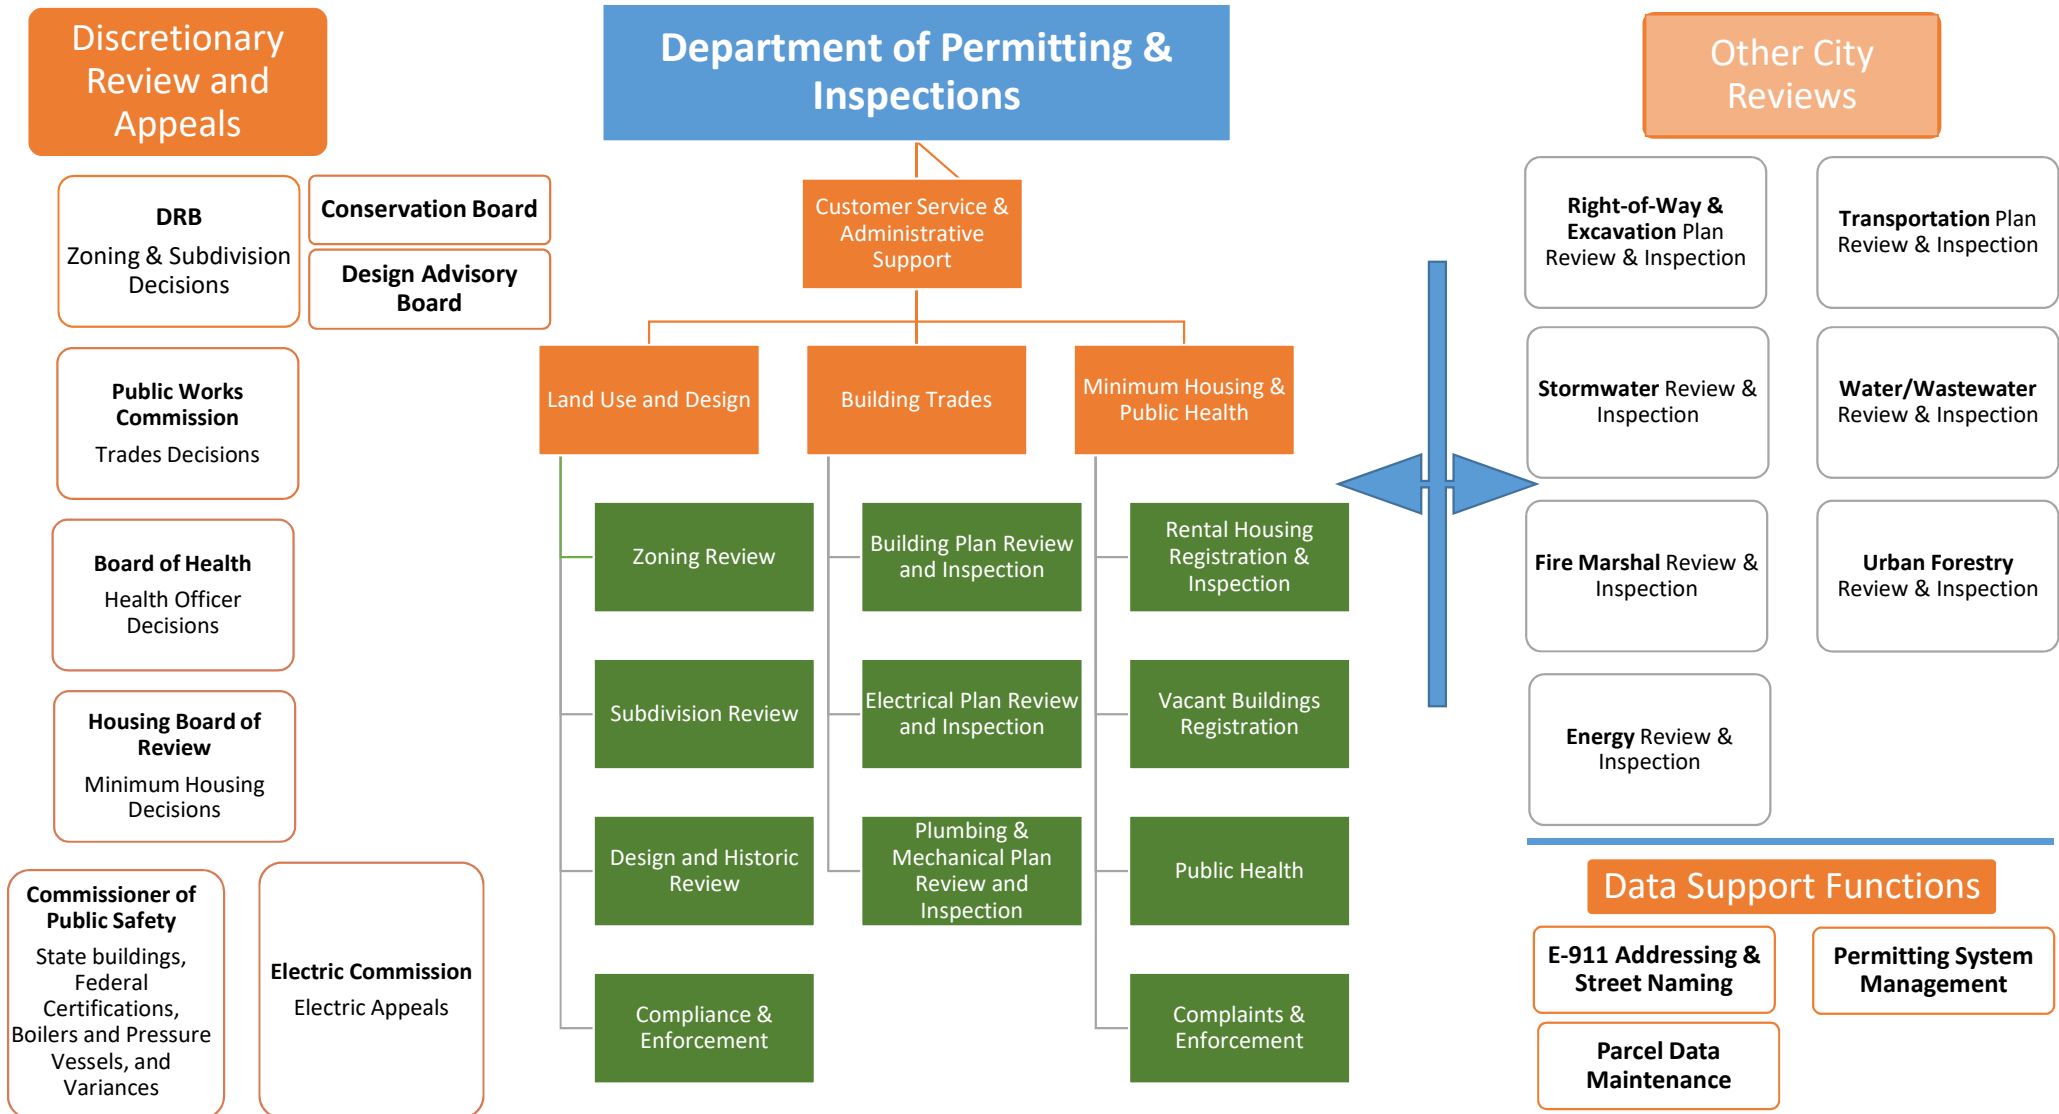 Discretionary
Review and
Appeals
DRB
Zoning & Subdivision
Decisions
Conservation Board
Design Advisory
Board
Public Works
Commission
Trades Decisions
Board of Health
Health Officer
Decisions
Housing Board of
Review
Minimum Housing
Decisions
Commissioner of
Public Safety
State buildings,
Federal
Certifications,
Boilers and Pressure
Vessels, and
Variances
Electric Commission
Electric Appeals
Department of Permitting &
Inspections
Customer Service &
Administrative
Support
Land Use and Design
Zoning Review
Subdivision Review
Design and Historic
Review
Compliance &
Enforcement
Building Trades
Building Plan Review
and Inspection
Electrical Plan Review
and Inspection
Plumbing &
Mechanical Plan
Review and
Inspection
Minimum Housing &
Public Health
Rental Housing
Registration &
Inspection
Vacant Buildings
Registration
Public Health
Complaints &
Enforcement
Other City
Reviews
Right-of-Way &
Excavation Plan
Review & Inspection
Transportation Plan
Review & Inspection
Stormwater Review &
Inspection
Water/Wastewater
Review & Inspection
Fire Marshal Review &
Inspection
Urban Forestry
Review & Inspection
Energy Review &
Inspection
Data Support Functions
E-911 Addressing &
Street Naming
Permitting System
Management
Parcel Data
Maintenance